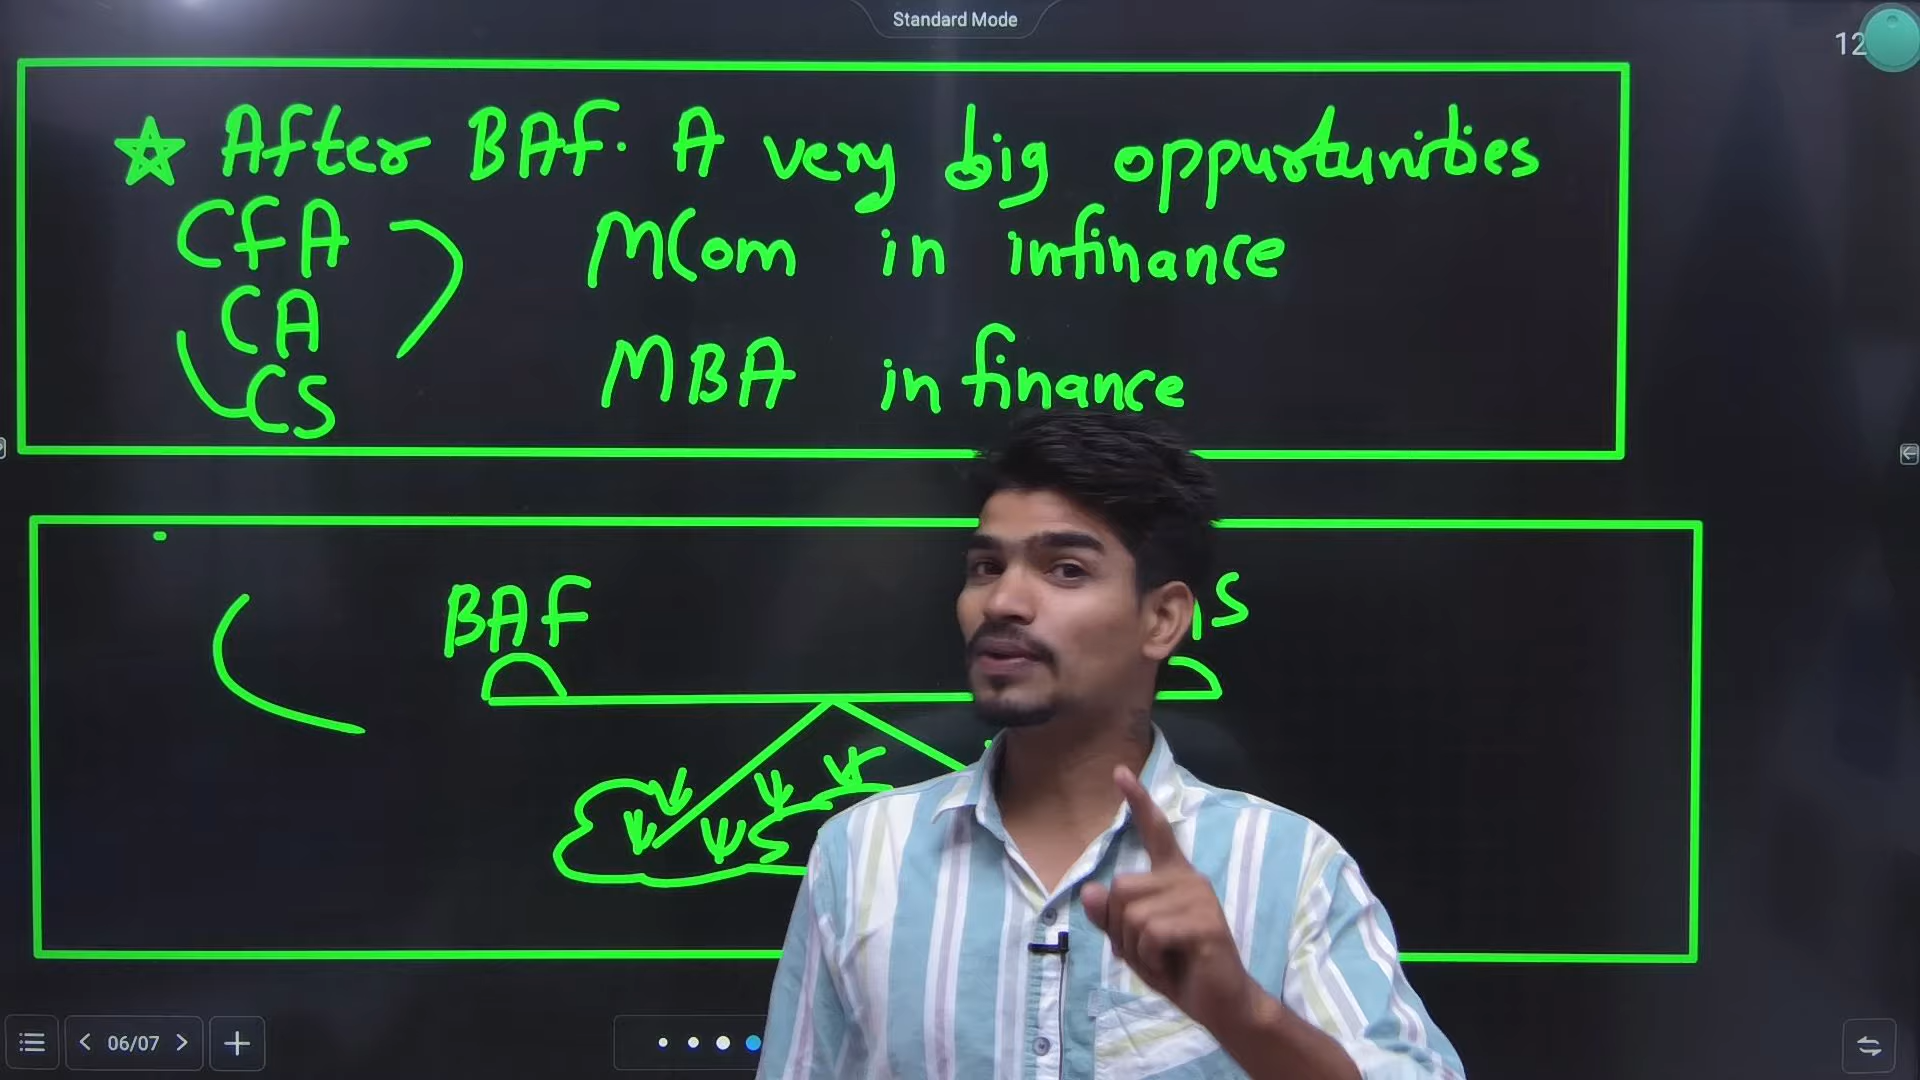 Standard Mode
12
☆ After BAF. A very big oppurtunities
CFA
MCom in infinance
CA
MBA in finance
CS
BAF
06/07